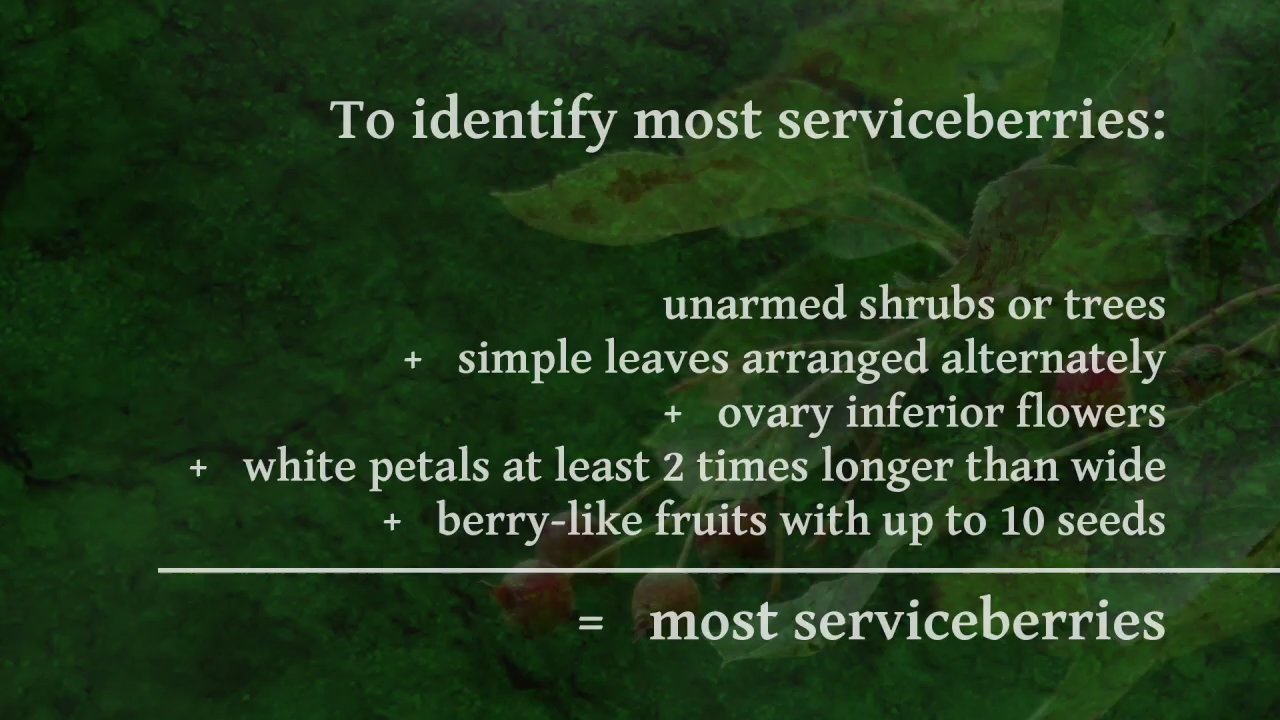 To identify most serviceberries:
unarmed shrubs or trees
+ simple leaves arranged alternately
+ ovary inferior flowers
+ white petals at least 2 times longer than wide
+ berry-like fruits with up to 10 seeds
= most serviceberries